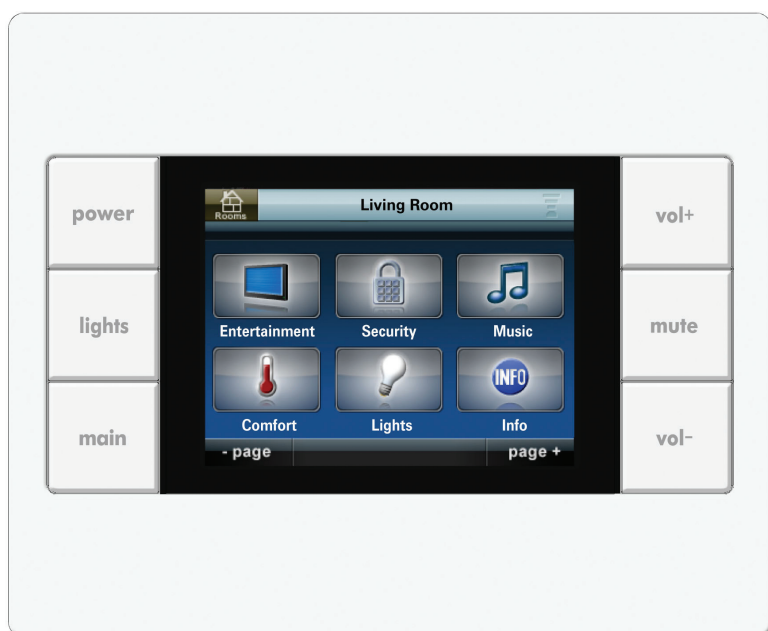 power
lights
main
Rooms
Living Room
Entertainment
Security
Music
INFO
Comfort
Lights
Info
- page
page +
vol+
mute
vol-